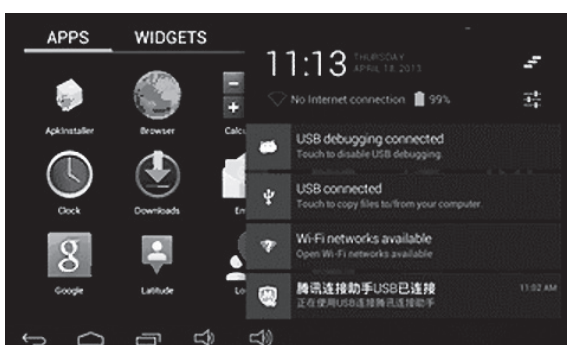 APPS WIDGETS
11:13 THURSDAY
APRIL 18, 2013
No Internet connection 99%
ApkInstaller Browser Calcu
USB debugging connected
Touch to disable USB debugging.
Clock Downloads Em
USB connected
Touch to copy files to/from your computer.
Wi-Fi networks available
Open Wi-Fi networks available
Google Latitude Lo
腾讯连接助手USB已连接 11:02 AM
正在使用USB连接腾讯连接助手